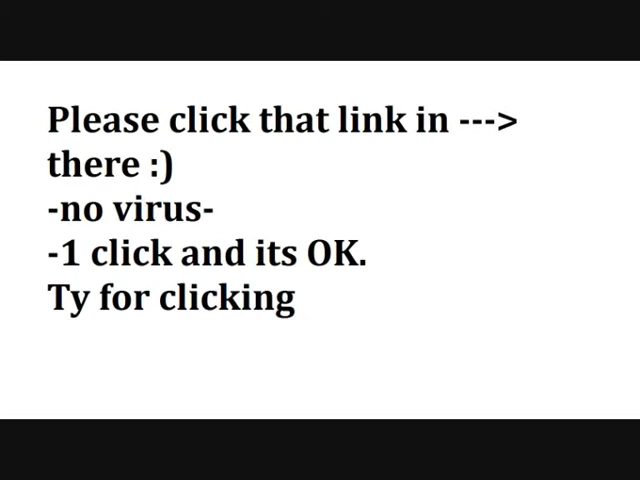 Please click that link in --->
there :)
-no virus-
-1 click and its OK.
Ty for clicking